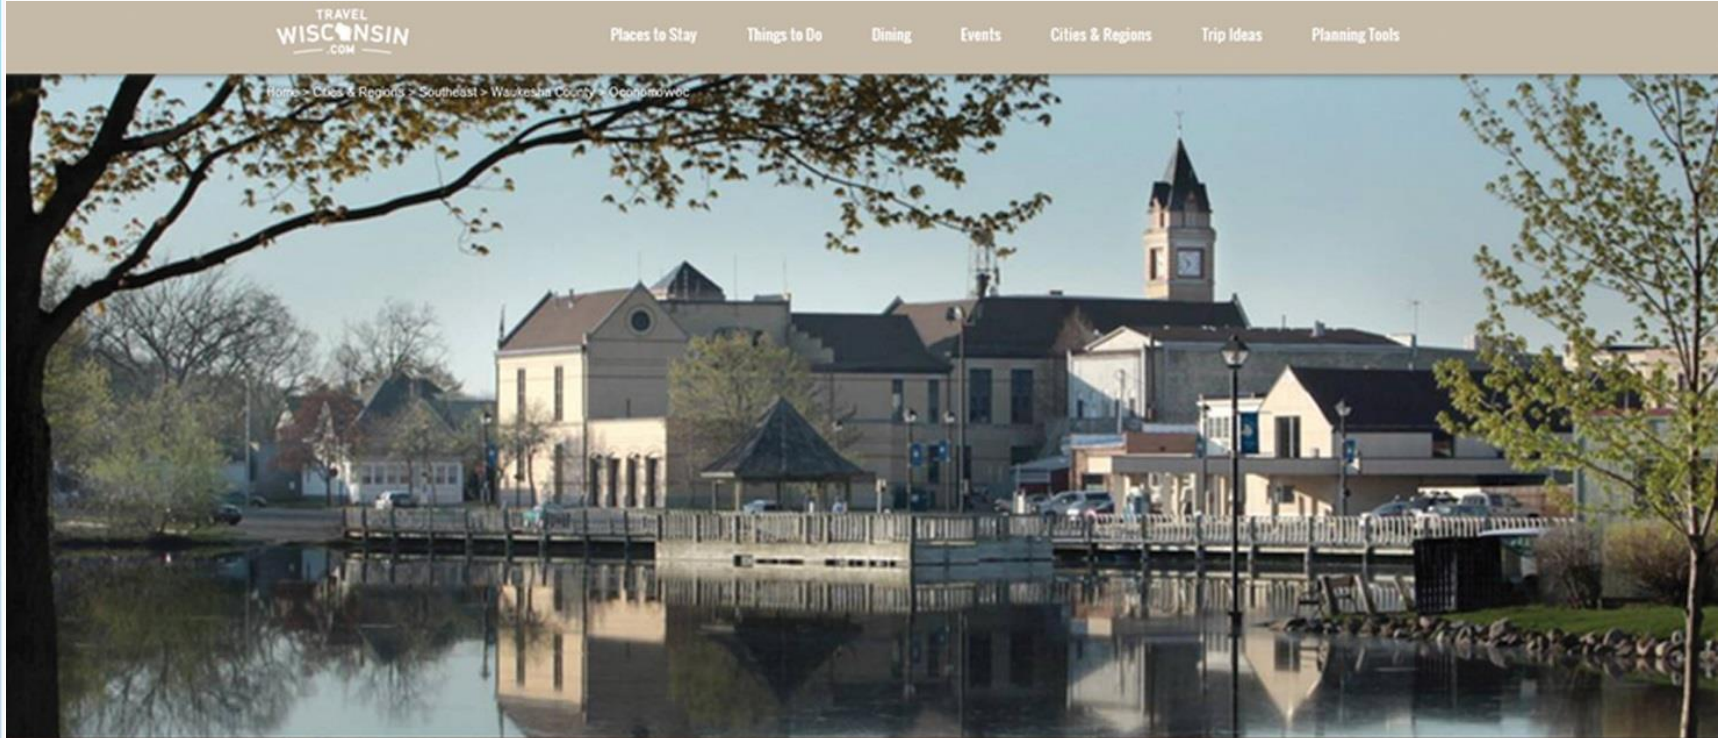 TRAVEL
WISCONSIN
.COM
Places to Stay
Things to Do
Dining
Events
Cities & Regions
Trip Ideas
Planning Tools
Home > Cities & Regions > Southeast > Waukesha County > Oconomowoc